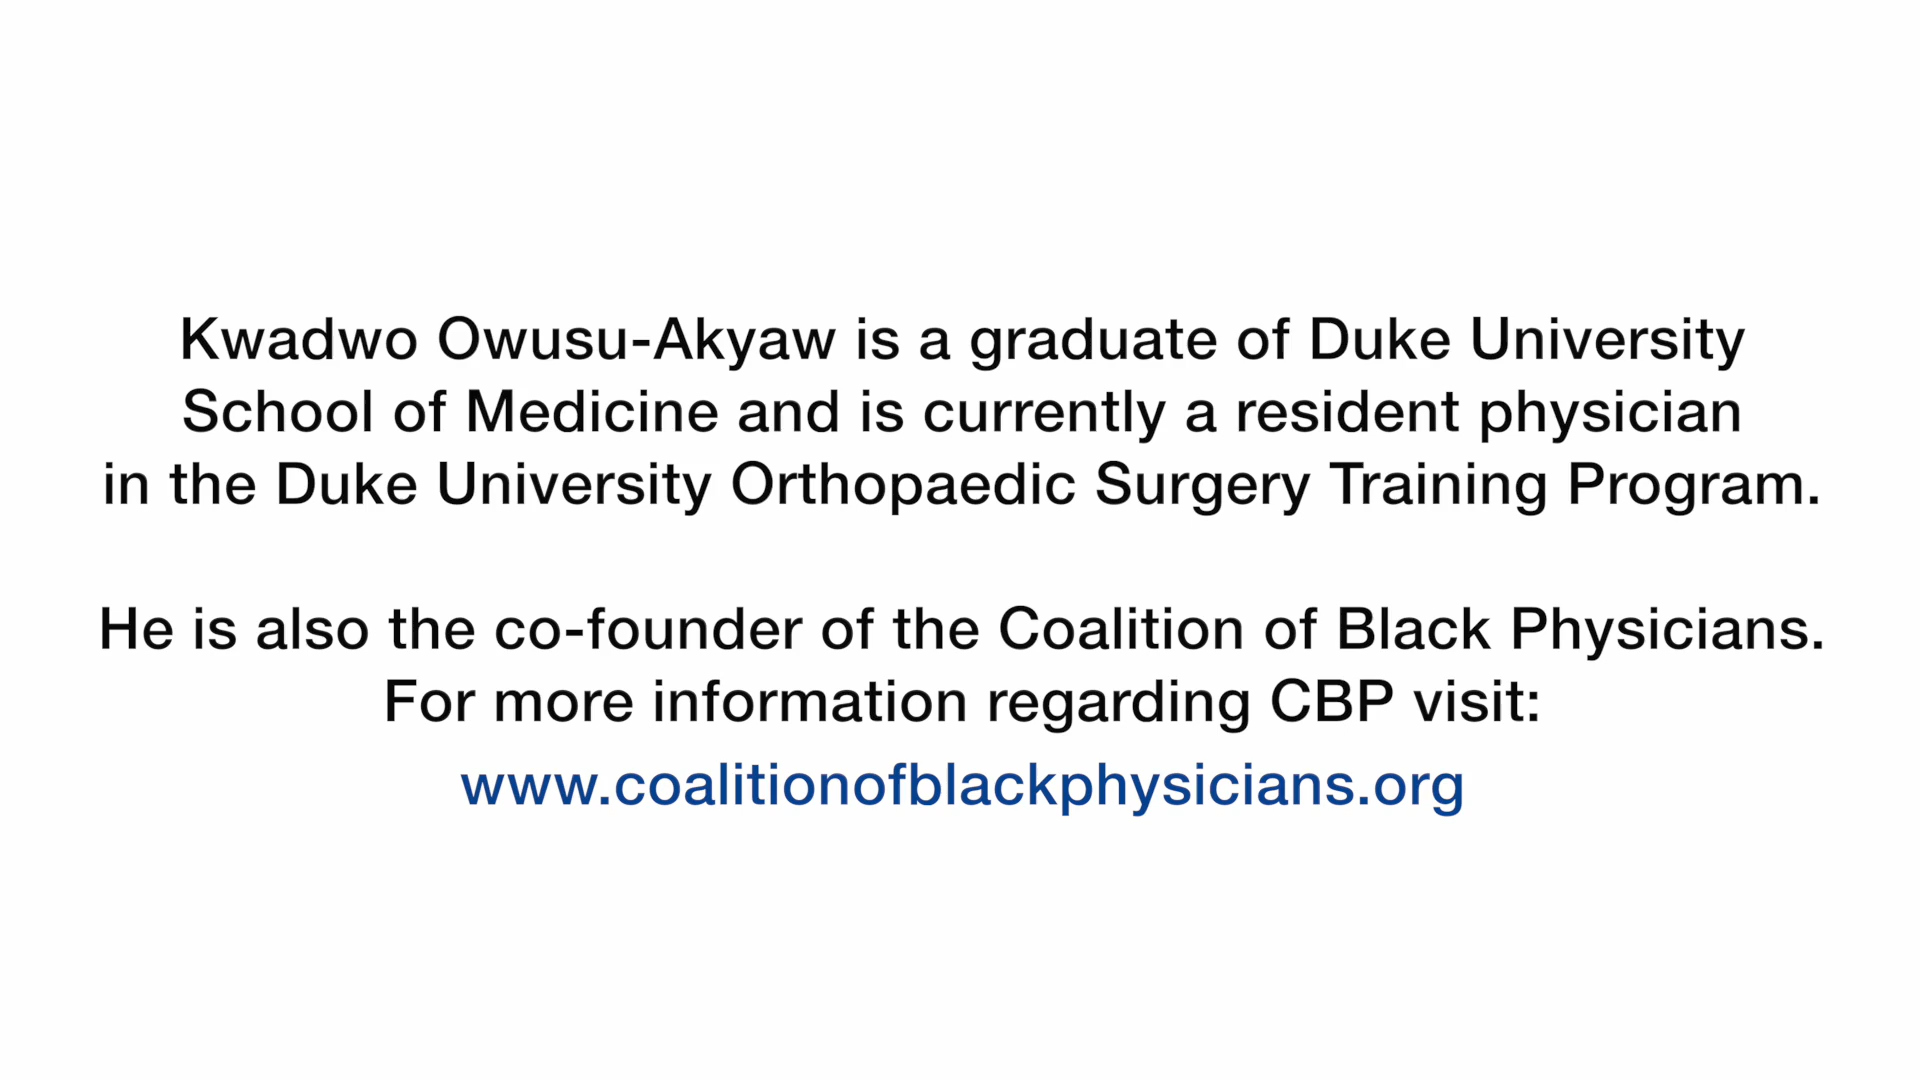 Kwadwo Owusu-Akyaw is a graduate of Duke University
School of Medicine and is currently a resident physician
in the Duke University Orthopaedic Surgery Training Program.
He is also the co-founder of the Coalition of Black Physicians.
For more information regarding CBP visit:
www.coalitionofblackphysicians.org